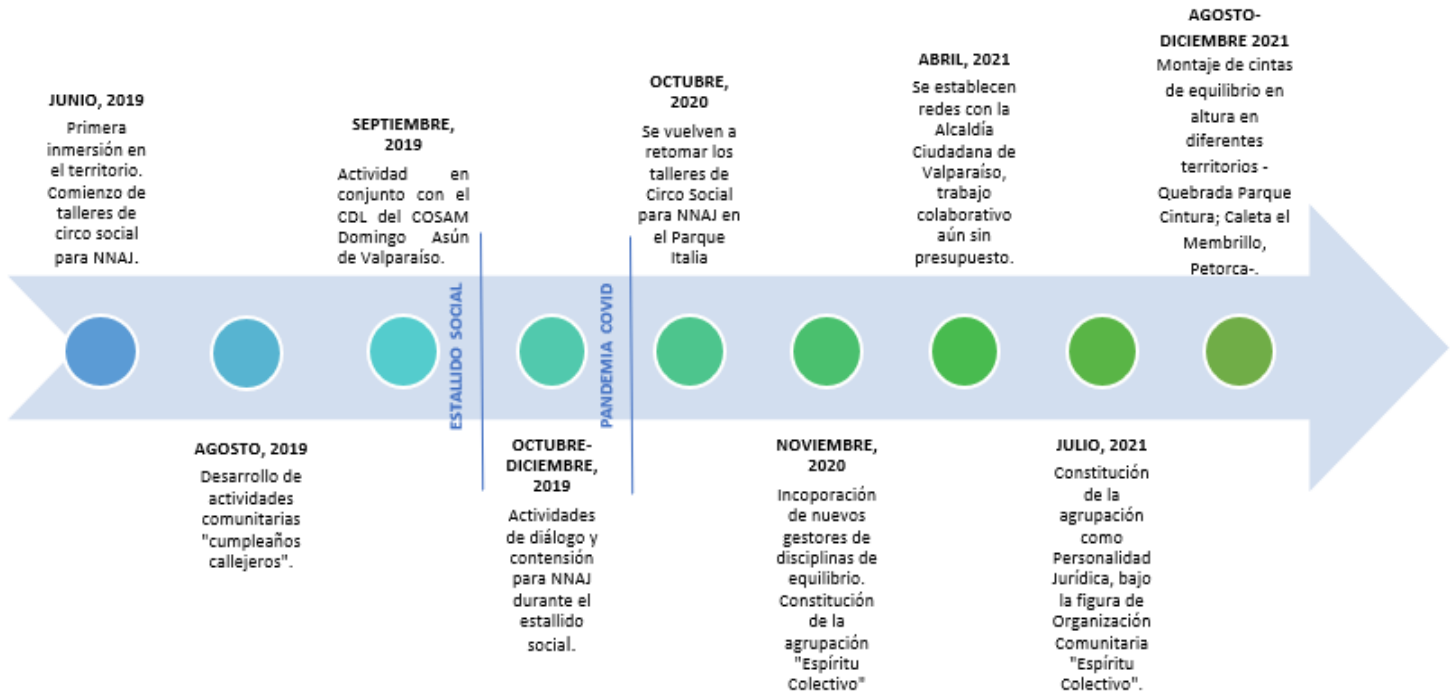 JUNIO, 2019
Primera
inmersión en
el territorio.
Comienzo de
talleres de
circo social
para NNAJ.
AGOSTO, 2019
Desarrollo de
actividades
comunitarias
"cumpleaños
callejeros".
SEPTIEMBRE,
2019
Actividad en
conjunto con el
CDL del COSAM
Domingo Asún
de Valparaíso.
ESTALLIDO SOCIAL
OCTUBRE-
DICIEMBRE,
2019
Actividades
de diálogo y
contensión
para NNAJ
durante el
estallido
social.
PANDEMIA COVID
OCTUBRE,
2020
Se vuelven a
retomar los
talleres de
Circo Social
para NNAJ en
el Parque
Italia
NOVIEMBRE,
2020
Incoporación
de nuevos
gestores de
disciplinas de
equilibrio.
Constitución
de la
agrupación
"Espíritu
Colectivo"
ABRIL, 2021
Se establecen
redes con la
Alcaldía
Ciudadana de
Valparaíso,
trabajo
colaborativo
aún sin
presupuesto.
JULIO, 2021
Constitución
de la
agrupación
como
Personalidad
Jurídica, bajo
la figura de
Organización
Comunitaria
"Espíritu
Colectivo".
AGOSTO-
DICIEMBRE 2021
Montaje de cintas
de equilibrio en
altura en
diferentes
territorios -
Quebrada Parque
Cintura; Caleta el
Membrillo,
Petorca-.